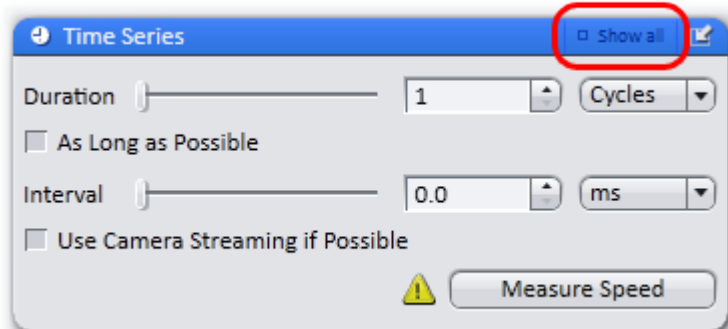 Time Series Show all
Duration 1 Cycles
As Long as Possible
Interval 0.0 ms
Use Camera Streaming if Possible
Measure Speed